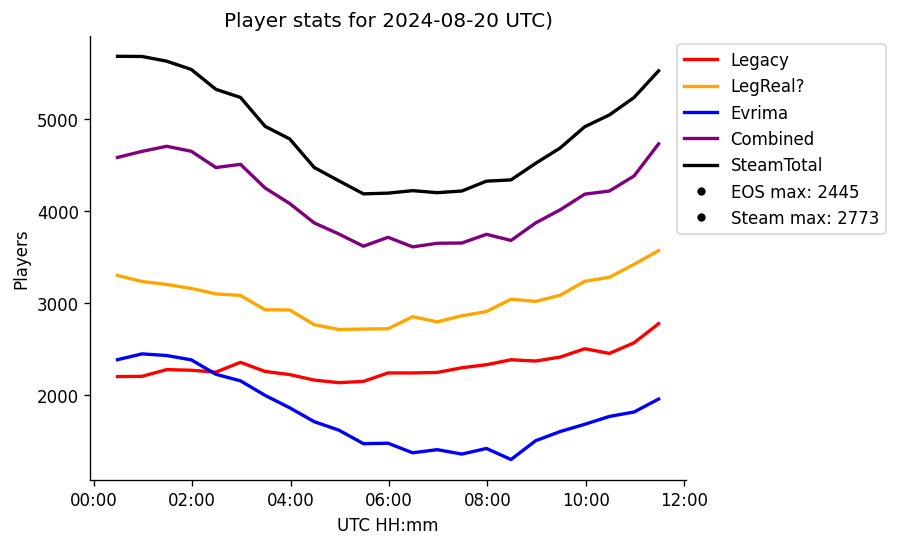 Player stats for 2024-08-20 UTC)
Legacy
LegReal?
Evrima
Combined
SteamTotal
EOS max: 2445
Steam max: 2773
Players
5000
4000
3000
2000
00:00 02:00 04:00 06:00 08:00 10:00 12:00
UTC HH:mm